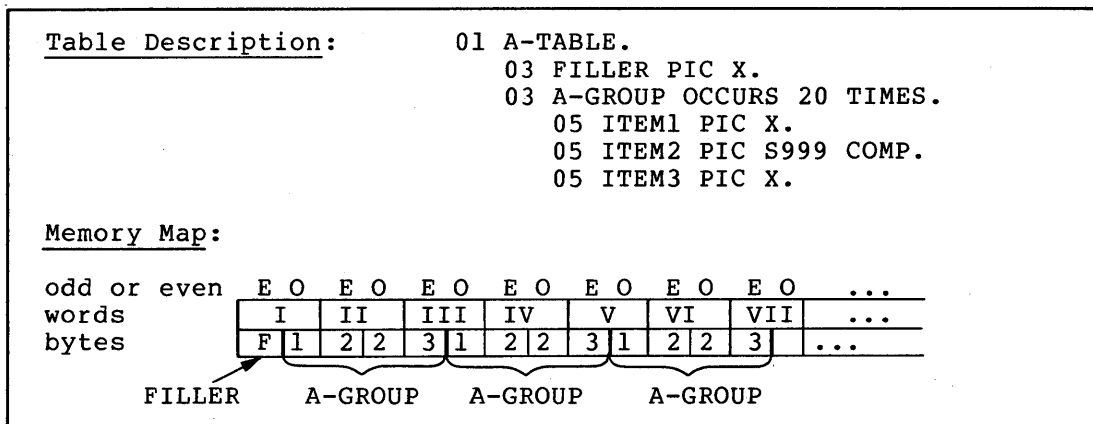 Table Description: 01 A-TABLE.
03 FILLER PIC X.
03 A-GROUP OCCURS 20 TIMES.
05 ITEM1 PIC X.
05 ITEM2 PIC S999 COMP.
05 ITEM3 PIC X.
Memory Map:
odd or even E O E O E O E O E O E O E O ...
words I II III IV V VI VII ...
bytes F 1 2 2 3 1 2 2 3 1 2 2 3 ...
FILLER A-GROUP A-GROUP A-GROUP